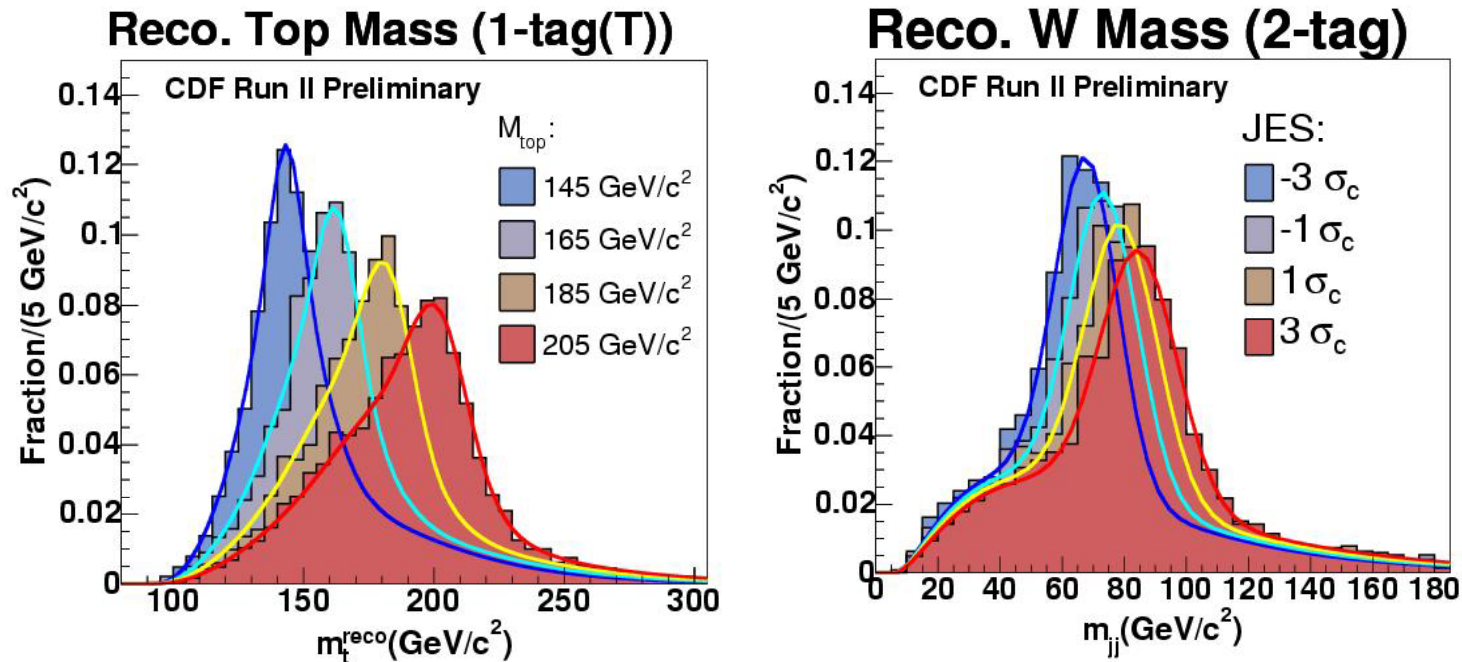 Reco. Top Mass (1-tag(T))
CDF Run II Preliminary
M_top:
145 GeV/c²
165 GeV/c²
185 GeV/c²
205 GeV/c²
Fraction/(5 GeV/c²)
0.14
0.12
0.1
0.08
0.06
0.04
0.02
0
100 150 200 250 300
m_t^reco(GeV/c²)
Reco. W Mass (2-tag)
CDF Run II Preliminary
JES:
-3 σ_c
-1 σ_c
1 σ_c
3 σ_c
Fraction/(5 GeV/c²)
0.14
0.12
0.1
0.08
0.06
0.04
0.02
0
0 20 40 60 80 100 120 140 160 180
m_jj(GeV/c²)